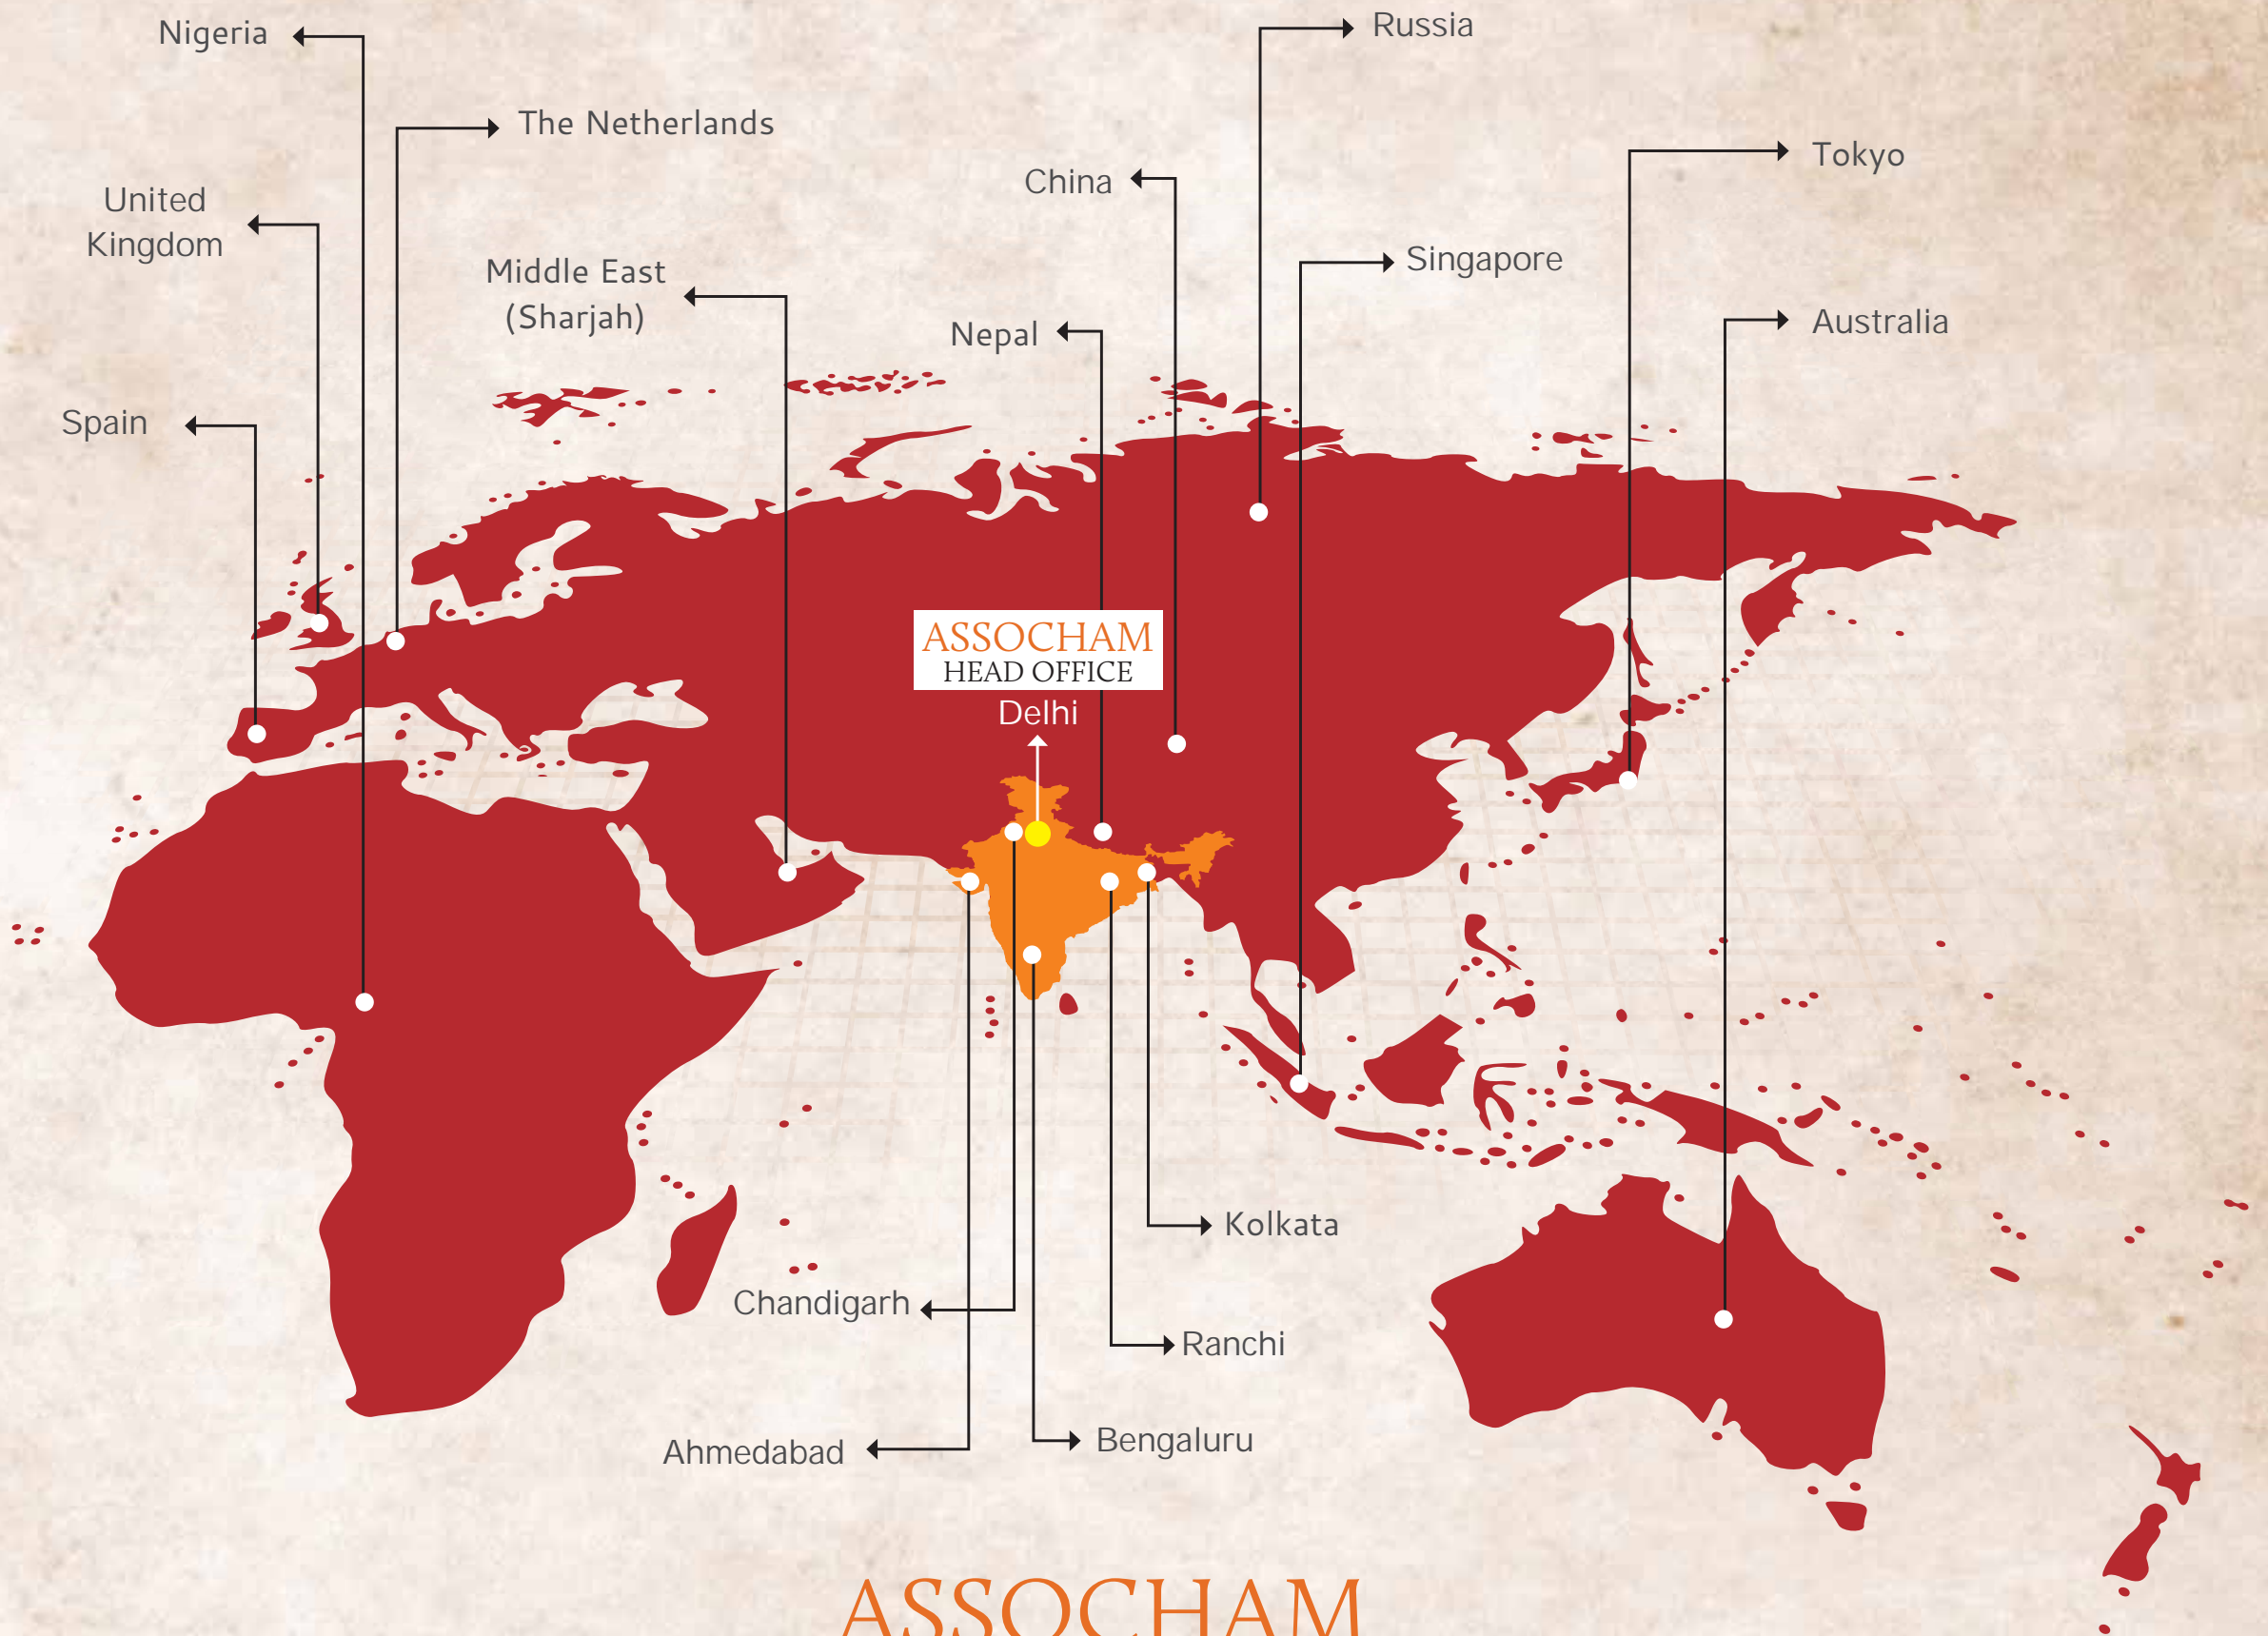 Nigeria
Russia
The Netherlands
Tokyo
China
United
Kingdom
Singapore
Middle East
(Sharjah)
Nepal
Australia
Spain
ASSOCHAM
HEAD OFFICE
Delhi
Kolkata
Chandigarh
Ranchi
Ahmedabad
Bengaluru
ASSOCHAM